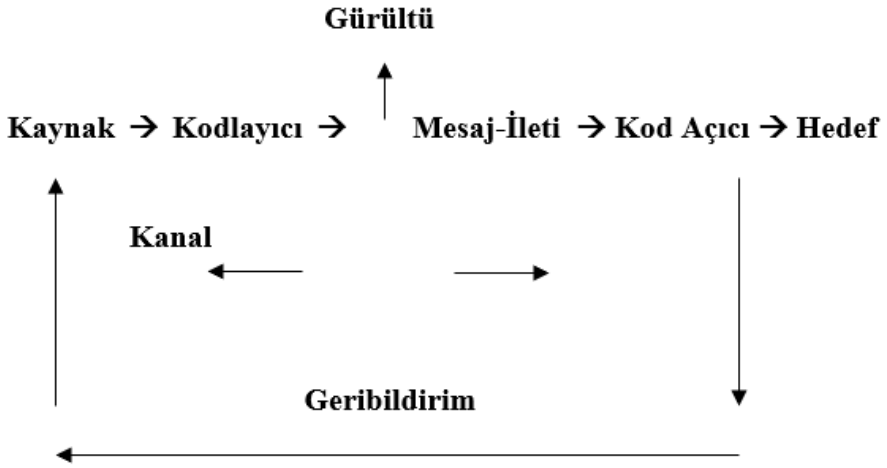 Gürültü
Kaynak → Kodlayıcı → Mesaj-İleti → Kod Açıcı → Hedef
Kanal
Geribildirim